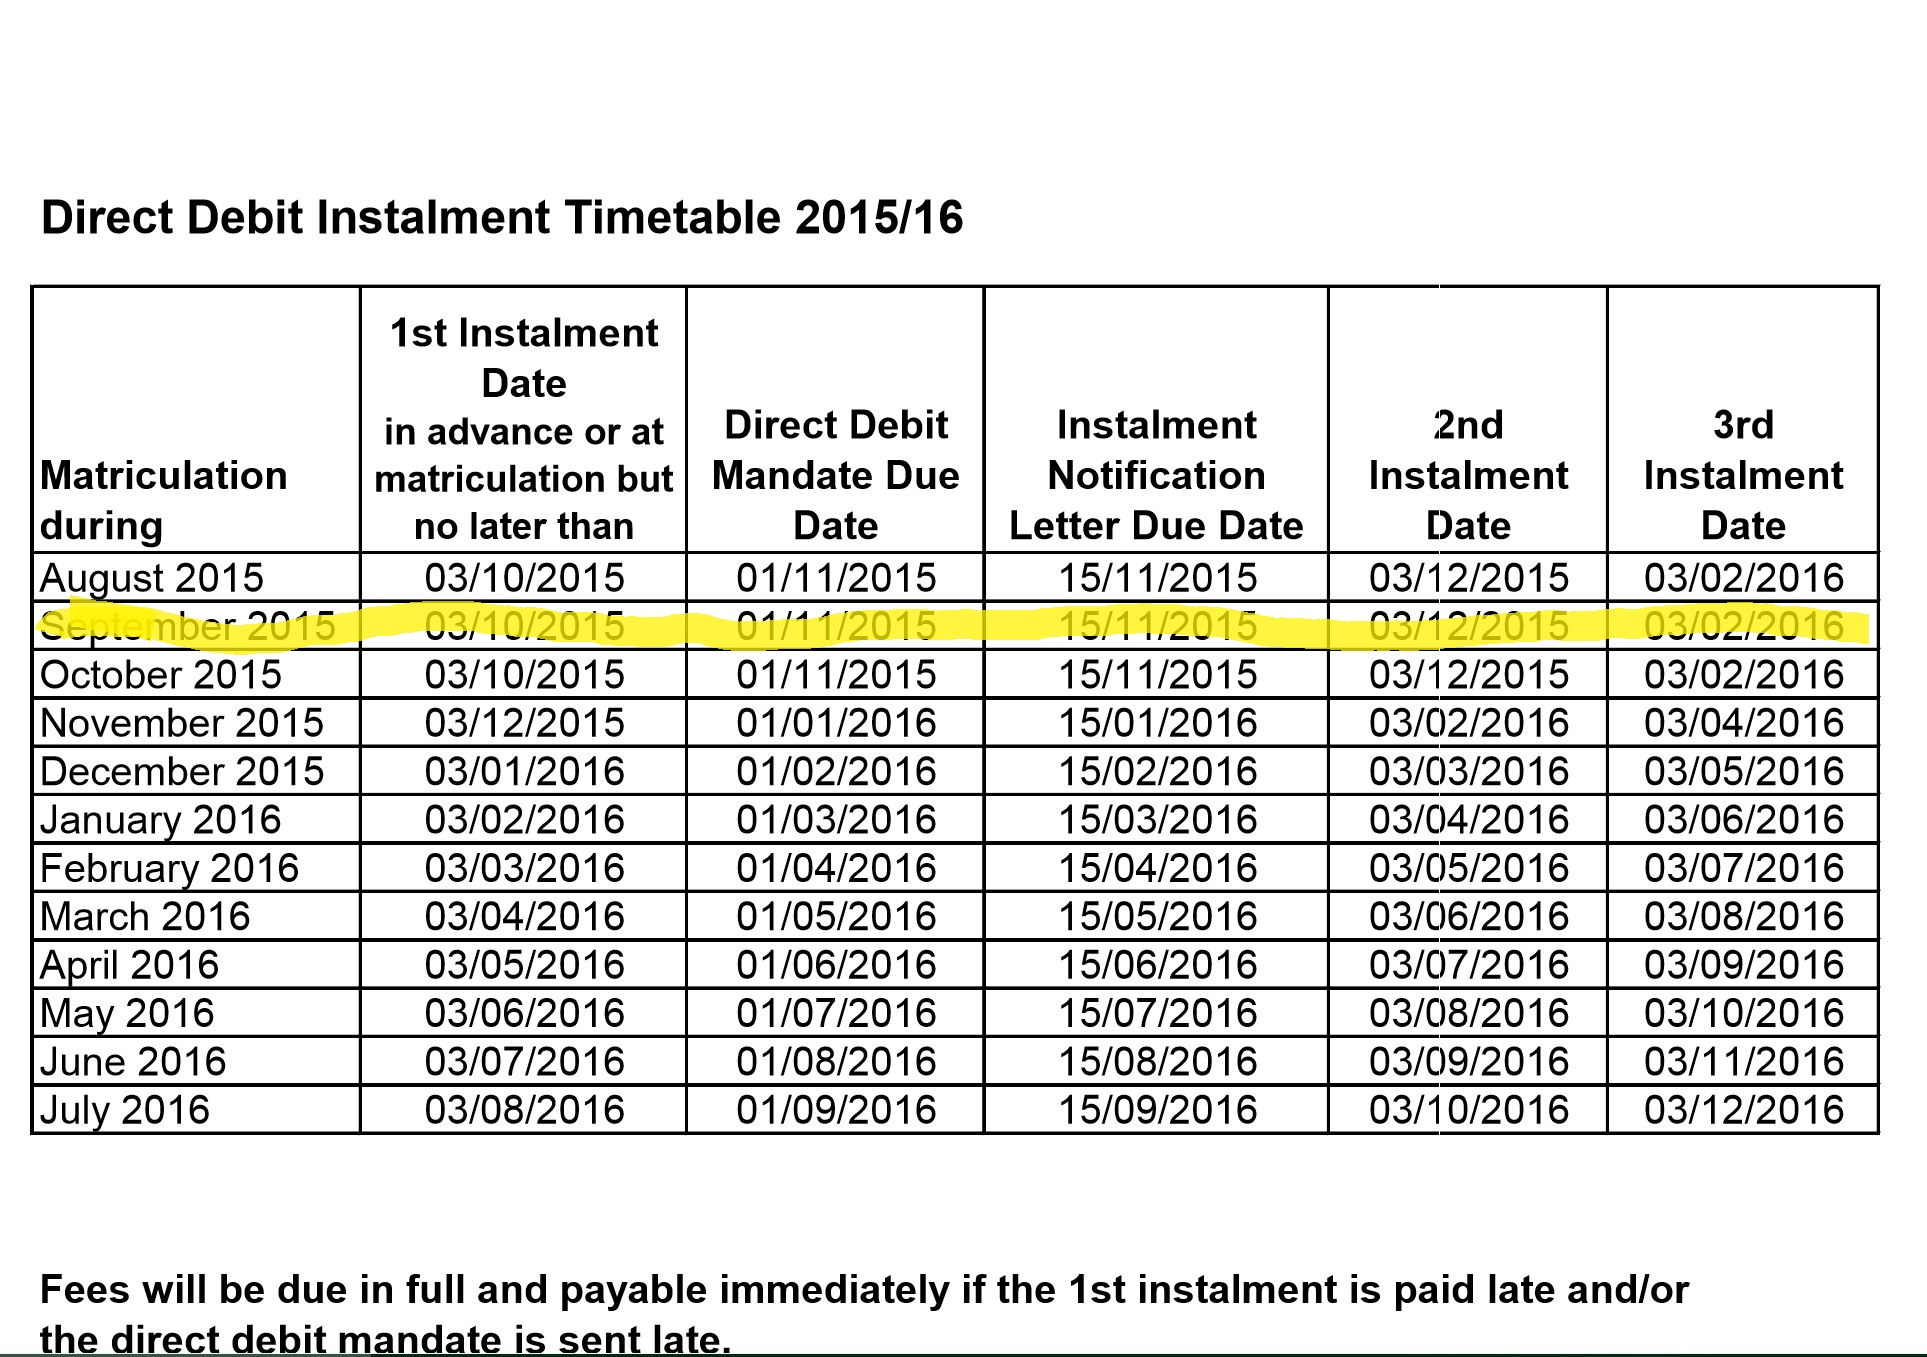 Direct Debit Instalment Timetable 2015/16
Matriculation during 1st Instalment Date in advance or at matriculation but no later than Direct Debit Mandate Due Date Instalment Notification Letter Due Date 2nd Instalment Date 3rd Instalment Date
August 2015 03/10/2015 01/11/2015 15/11/2015 03/12/2015 03/02/2016
September 2015 03/10/2015 01/11/2015 15/11/2015 03/12/2015 03/02/2016
October 2015 03/10/2015 01/11/2015 15/11/2015 03/12/2015 03/02/2016
November 2015 03/12/2015 01/01/2016 15/01/2016 03/02/2016 03/04/2016
December 2015 03/01/2016 01/02/2016 15/02/2016 03/03/2016 03/05/2016
January 2016 03/02/2016 01/03/2016 15/03/2016 03/04/2016 03/06/2016
February 2016 03/03/2016 01/04/2016 15/04/2016 03/05/2016 03/07/2016
March 2016 03/04/2016 01/05/2016 15/05/2016 03/06/2016 03/08/2016
April 2016 03/05/2016 01/06/2016 15/06/2016 03/07/2016 03/09/2016
May 2016 03/06/2016 01/07/2016 15/07/2016 03/08/2016 03/10/2016
June 2016 03/07/2016 01/08/2016 15/08/2016 03/09/2016 03/11/2016
July 2016 03/08/2016 01/09/2016 15/09/2016 03/10/2016 03/12/2016
Fees will be due in full and payable immediately if the 1st instalment is paid late and/or
the direct debit mandate is sent late.